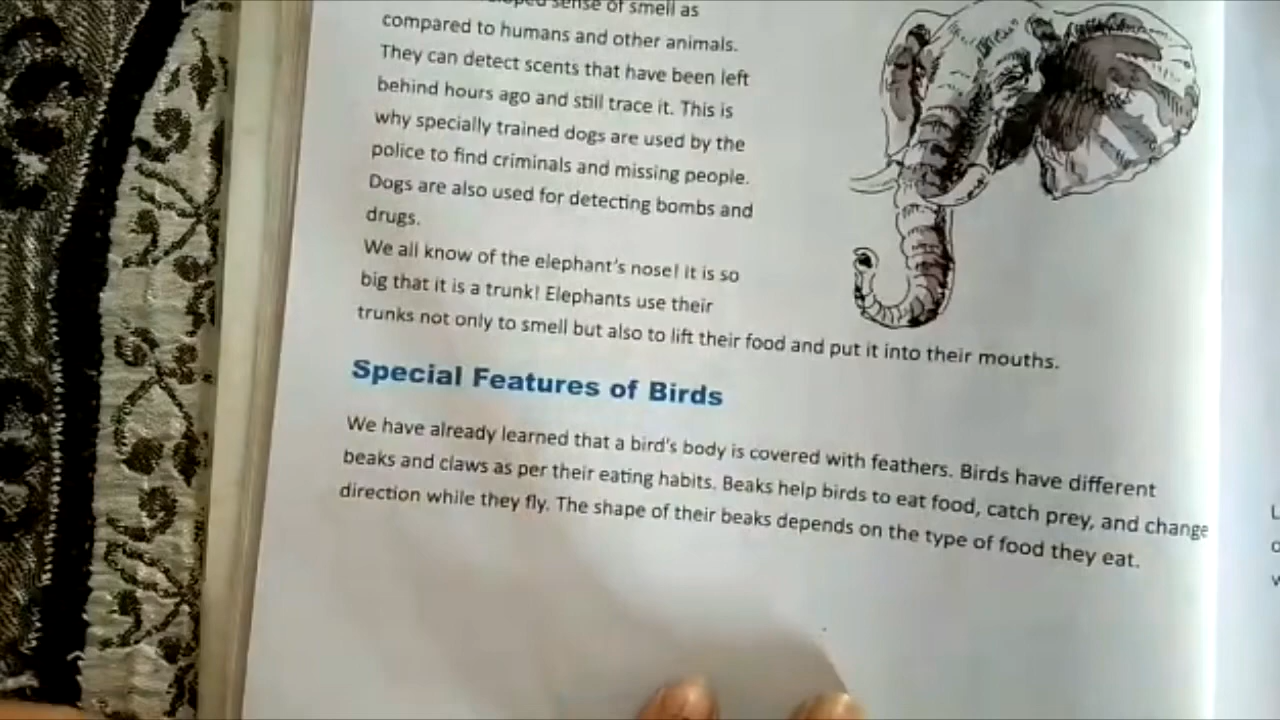 sense of smell as
compared to humans and other animals.
They can detect scents that have been left
behind hours ago and still trace it. This is
why specially trained dogs are used by the
police to find criminals and missing people.
Dogs are also used for detecting bombs and
drugs.
We all know of the elephant's nose! It is so
big that it is a trunk! Elephants use their
trunks not only to smell but also to lift their food and put it into their mouths.
Special Features of Birds
We have already learned that a bird's body is covered with feathers. Birds have different
beaks and claws as per their eating habits. Beaks help birds to eat food, catch prey, and change
direction while they fly. The shape of their beaks depends on the type of food they eat.